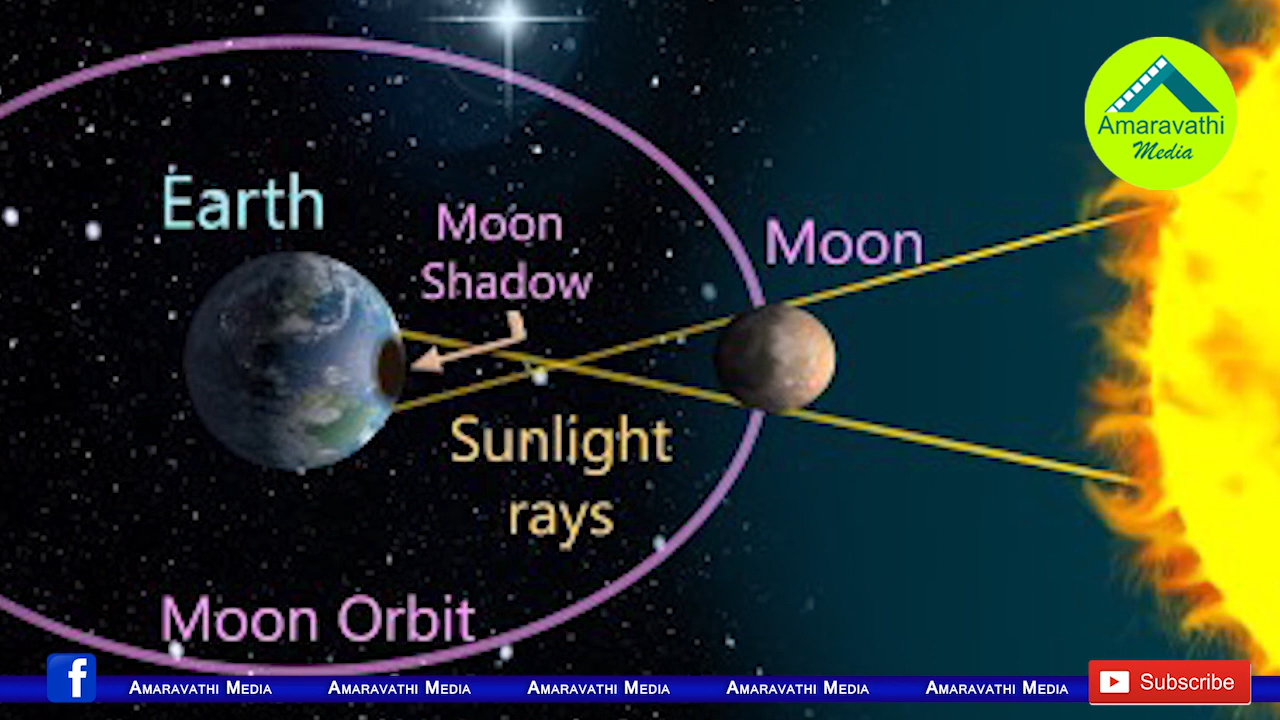 Amaravathi
Media
Earth
Moon
Shadow
Moon
Sunlight
rays
Moon Orbit
f
Amaravathi Media Amaravathi Media Amaravathi Media Amaravathi Media Amaravathi Media
Subscribe